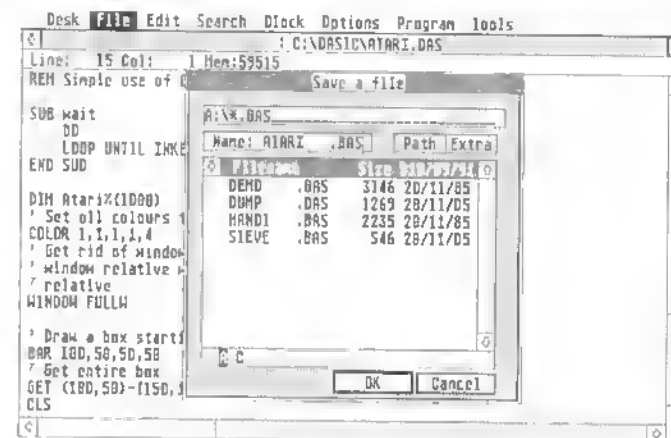 Desk File Edit Search Block Options Program Tools
C:\BASIC\ATARI.BAS
Line: 15 Col: 1 Mem:59515
REM Simple use of
SUB wait
DO
LOOP UNTIL INKE
END SUB
DIM Atari%(1000)
' Set all colours t
COLOR 1,1,1,1,4
' Get rid of window
' window relative
' relative
WINDOW FULLW
' Draw a box starti
BAR 180,50,50,50
' Get entire box
GET (180,50)-(150,
CLS
Save a file
A:\*.BAS
Name: ATARI .BAS Path Extra
Filename Size
DEMO .BAS 3146 20/11/85
DUMP .BAS 1269 28/11/85
HAND1 .BAS 2235 28/11/85
SIEVE .BAS 546 28/11/85
A C
OK Cancel